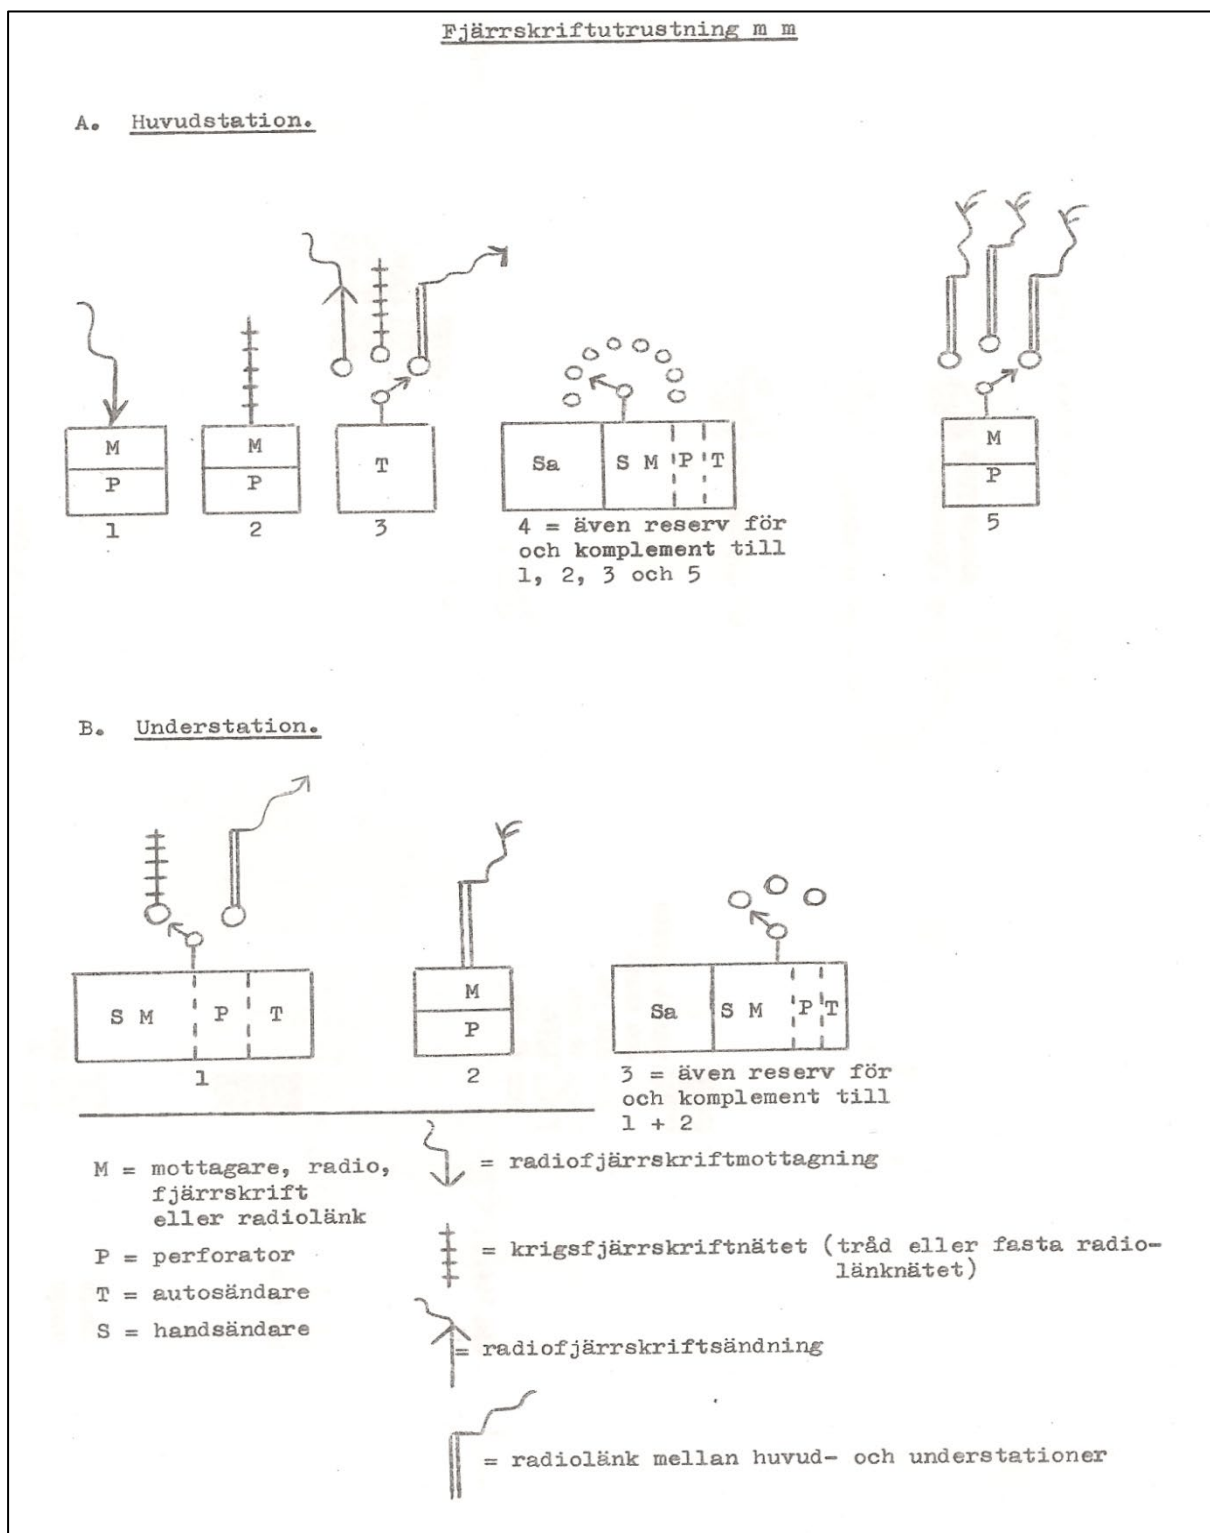 Fjärrskriftutrustning m m
A. Huvudstation.
M
P
1
M
P
2
T
3
Sa S M P T
4 = även reserv för
och komplement till
1, 2, 3 och 5
M
P
5
B. Understation.
S M P T
1
M
P
2
Sa S M P T
3 = även reserv för
och komplement till
1 + 2
M = mottagare, radio,
fjärrskrift
eller radiolänk
P = perforator
T = autosändare
S = handsändare
= radiofjärrskriftmottagning
= krigsfjärrskriftnätet (tråd eller fasta radio-
länknätet)
= radiofjärrskriftsändning
= radiolänk mellan huvud- och understationer